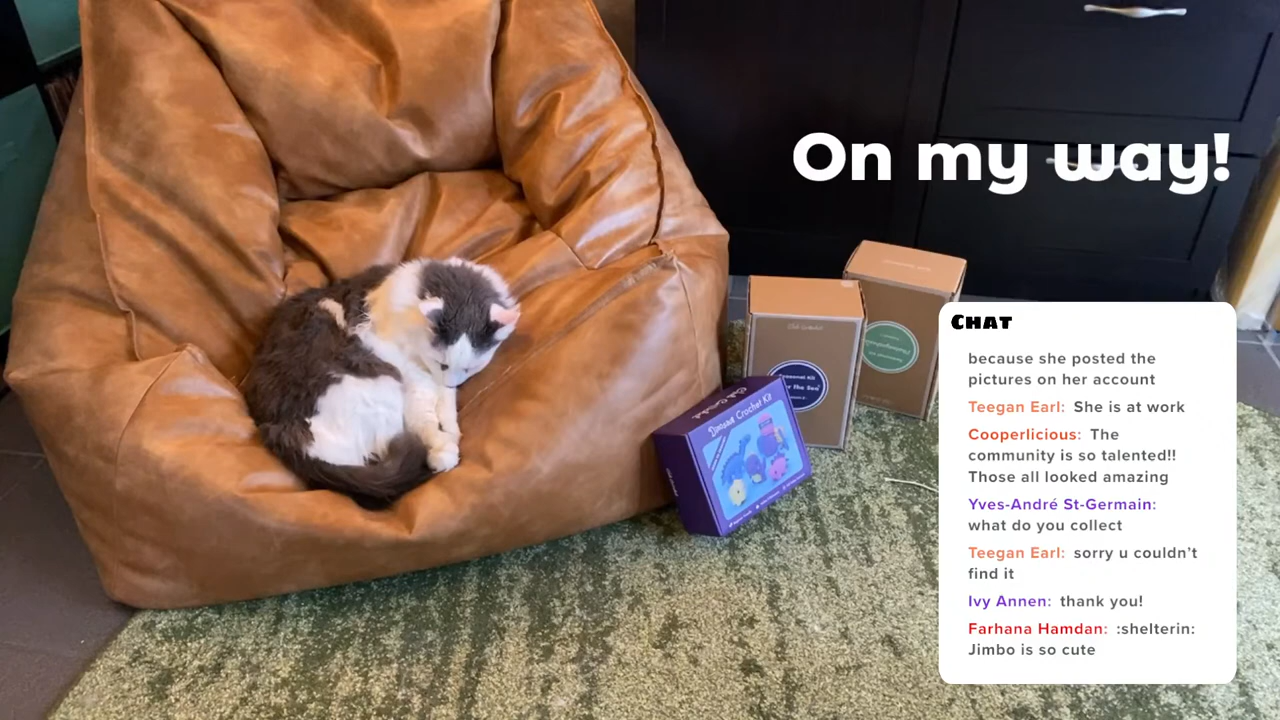 On my way!
Chat
because she posted the
pictures on her account
Teegan Earl: She is at work
Cooperlicious: The
community is so talented!!
Those all looked amazing
Yves-André St-Germain:
what do you collect
Teegan Earl: sorry u couldn't
find it
Ivy Annen: thank you!
Farhana Hamdan: :shelterin:
Jimbo is so cute
Seasonal Kit
Crochet Kit